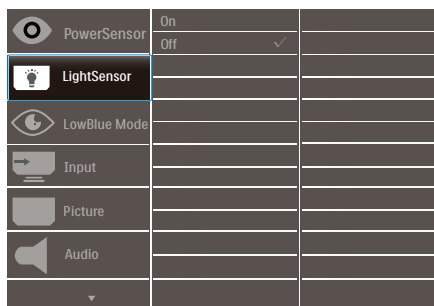 PowerSensor
On
Off
LightSensor
LowBlue Mode
Input
Picture
Audio